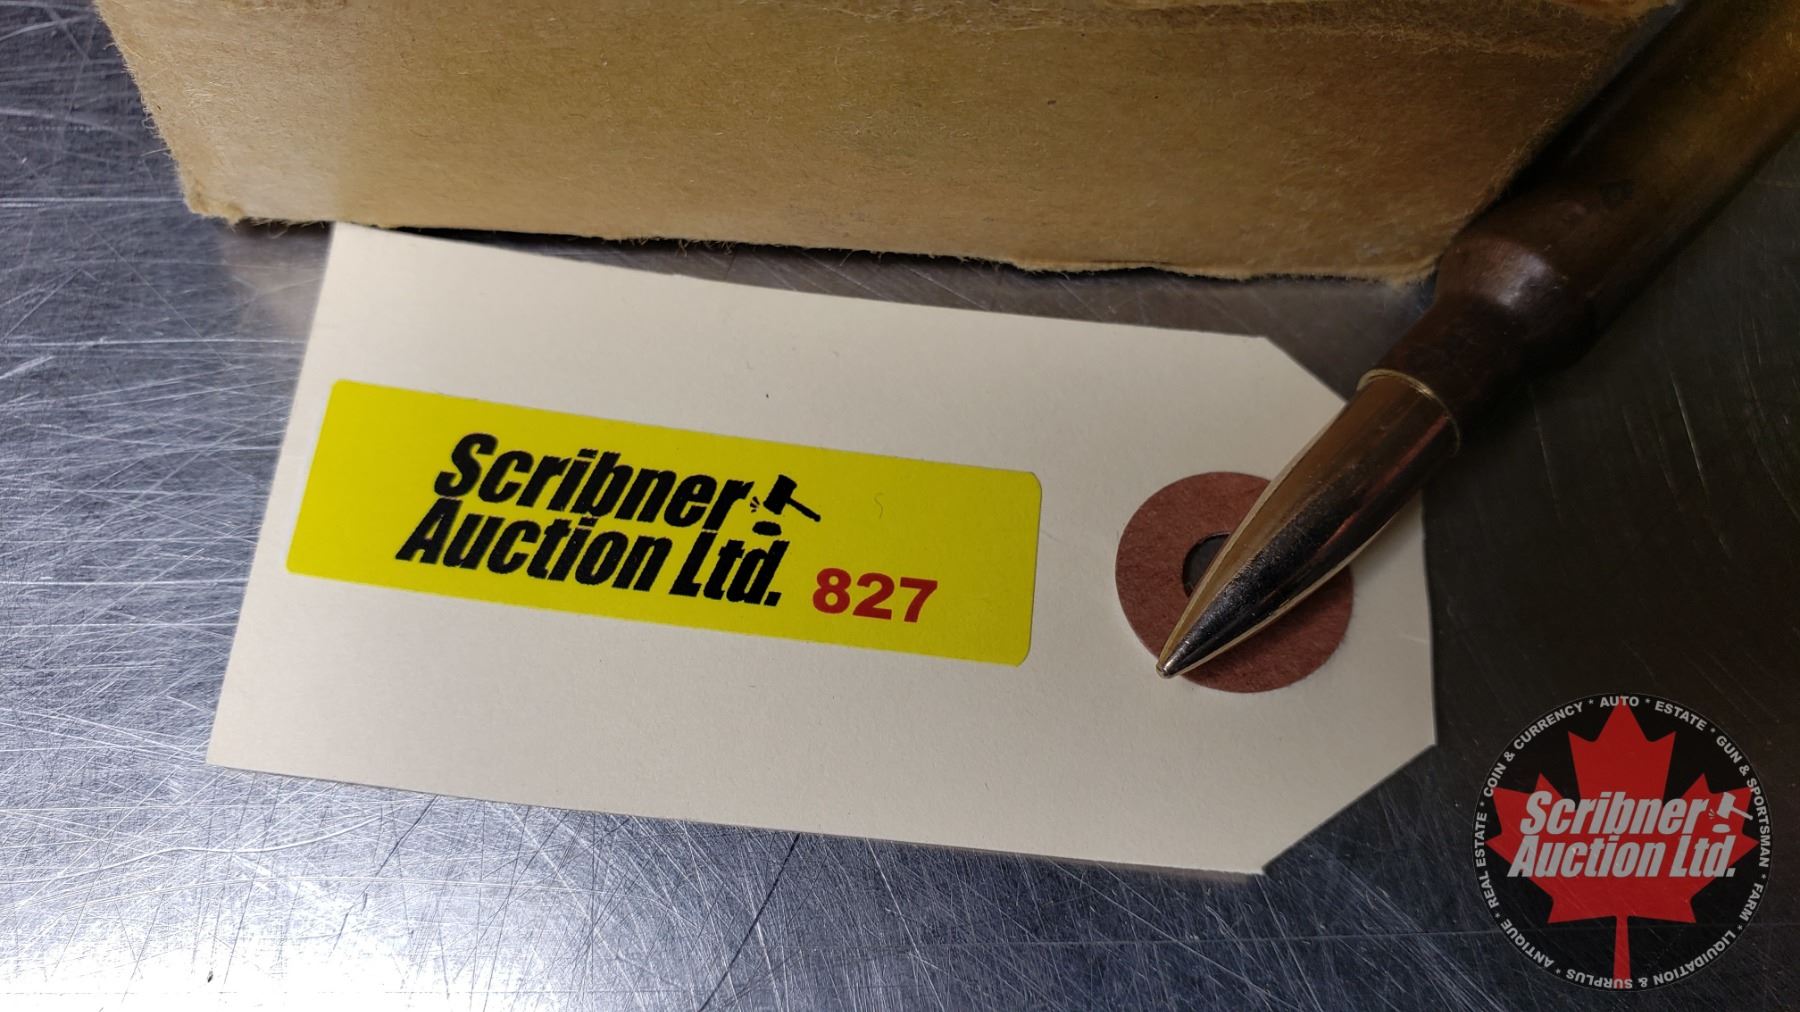 Scribner
Auction Ltd. 827
REAL ESTATE * COIN & CURRENCY * AUTO * ESTATE * GUN & SPORTSMAN * FARM * LIQUIDATION & SURPLUS * ANTIQUE *
Scribner
Auction Ltd.